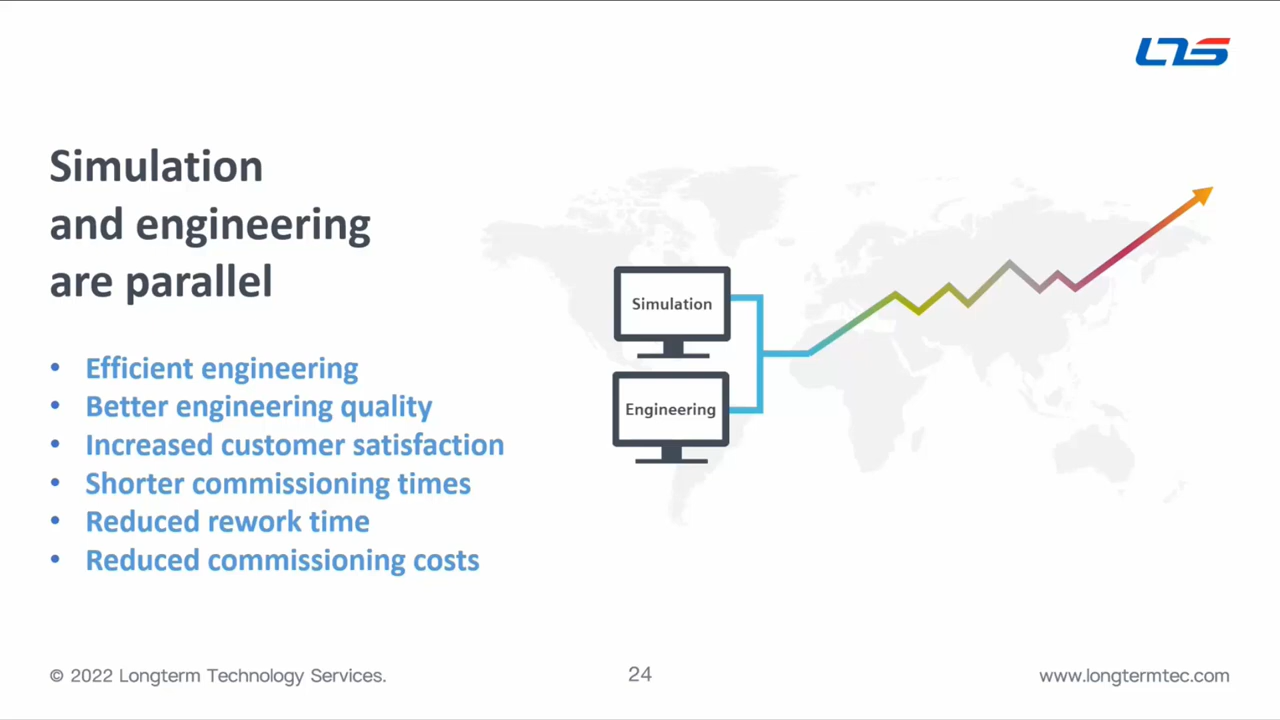 LTS
Simulation
and engineering
are parallel
• Efficient engineering
• Better engineering quality
• Increased customer satisfaction
• Shorter commissioning times
• Reduced rework time
• Reduced commissioning costs
Simulation
Engineering
© 2022 Longterm Technology Services.
24
www.longtermtec.com